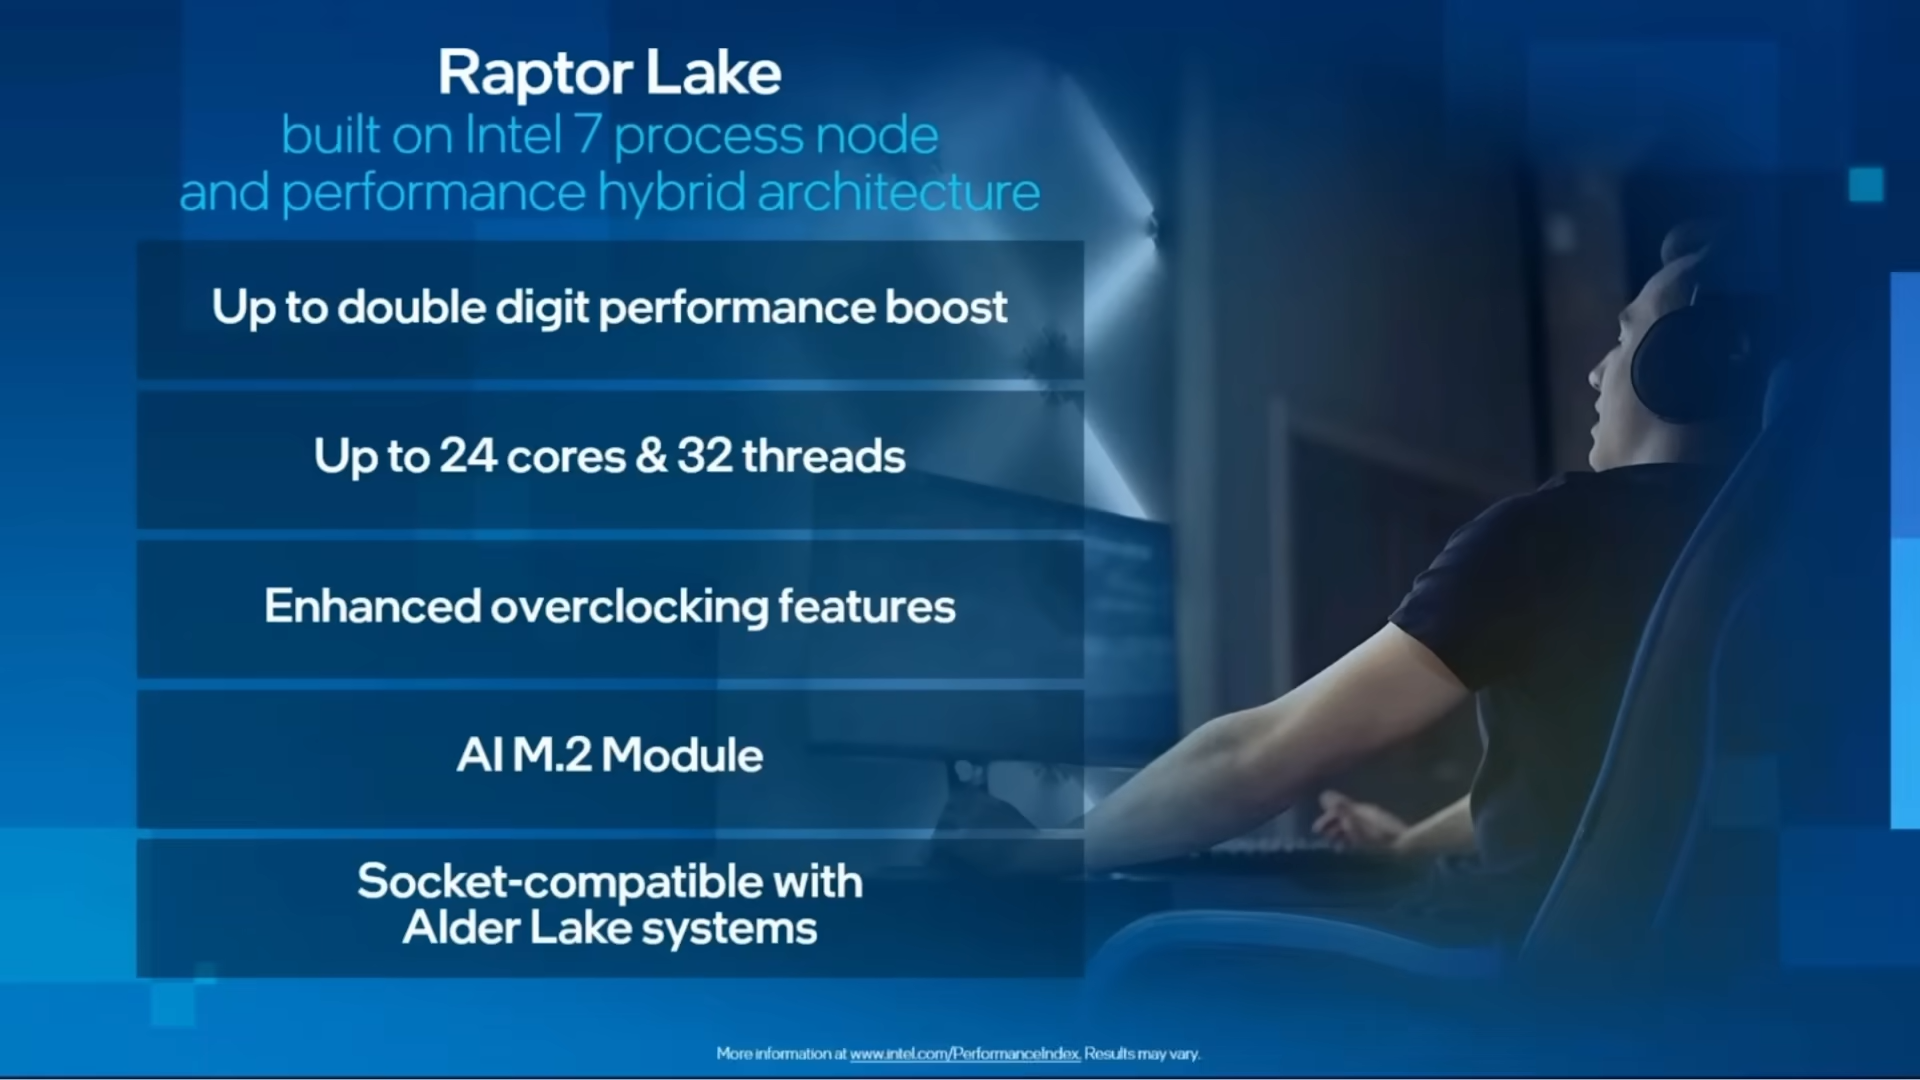 Raptor Lake
built on Intel 7 process node
and performance hybrid architecture
Up to double digit performance boost
Up to 24 cores & 32 threads
Enhanced overclocking features
AI M.2 Module
Socket-compatible with
Alder Lake systems
More information at www.intel.com/PerformanceIndex. Results may vary.